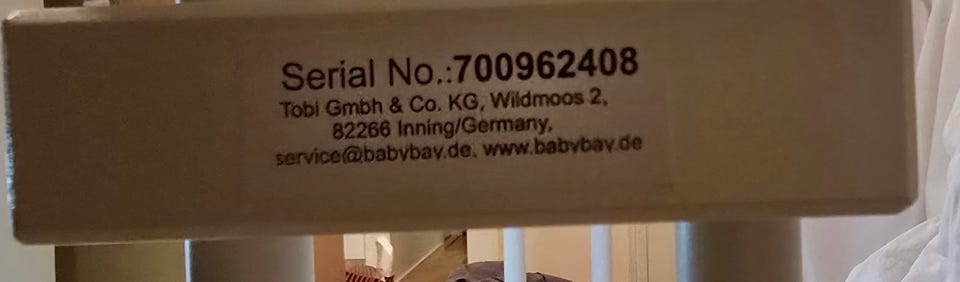 Serial No.:700962408
Tobi Gmbh & Co. KG, Wildmoos 2,
82266 Inning/Germany,
service@babybay.de, www.babybay.de